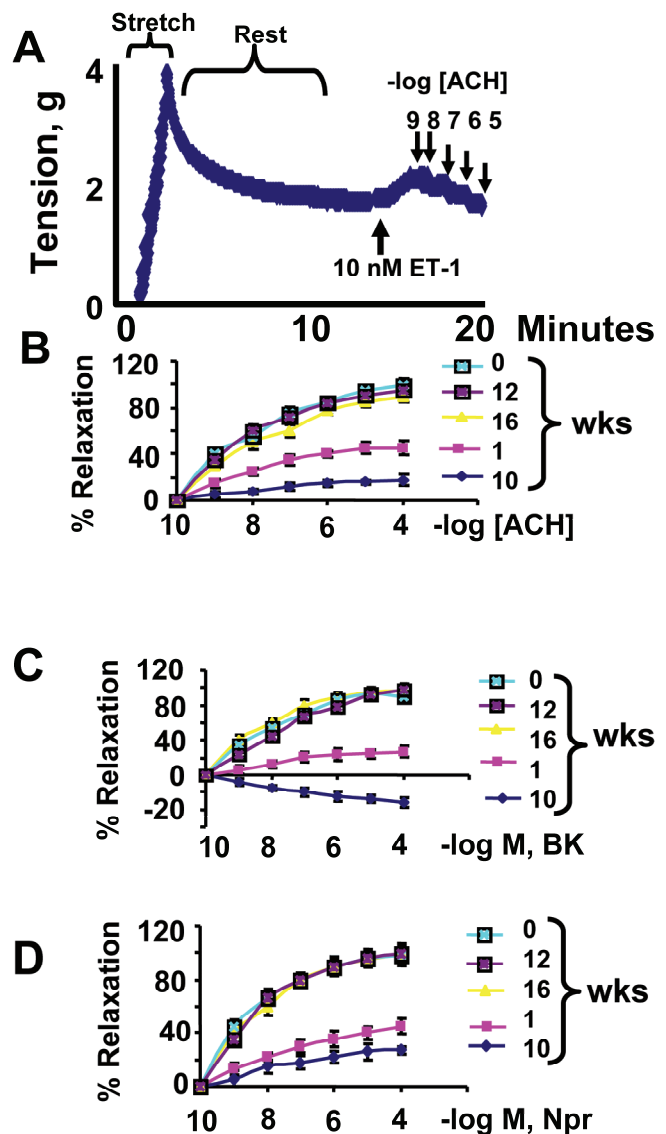 A
Stretch
Rest
Tension, g
4
2
0
-log [ACH]
9 8 7 6 5
10 nM ET-1
0 10 20 Minutes
B
% Relaxation
120
80
40
0
10 8 6 4 -log [ACH]
0
12
16
1
10
wks
C
% Relaxation
120
80
40
0
-20
10 8 6 4 -log M, BK
0
12
16
1
10
wks
D
% Relaxation
120
80
40
0
10 8 6 4 -log M, Npr
0
12
16
1
10
wks